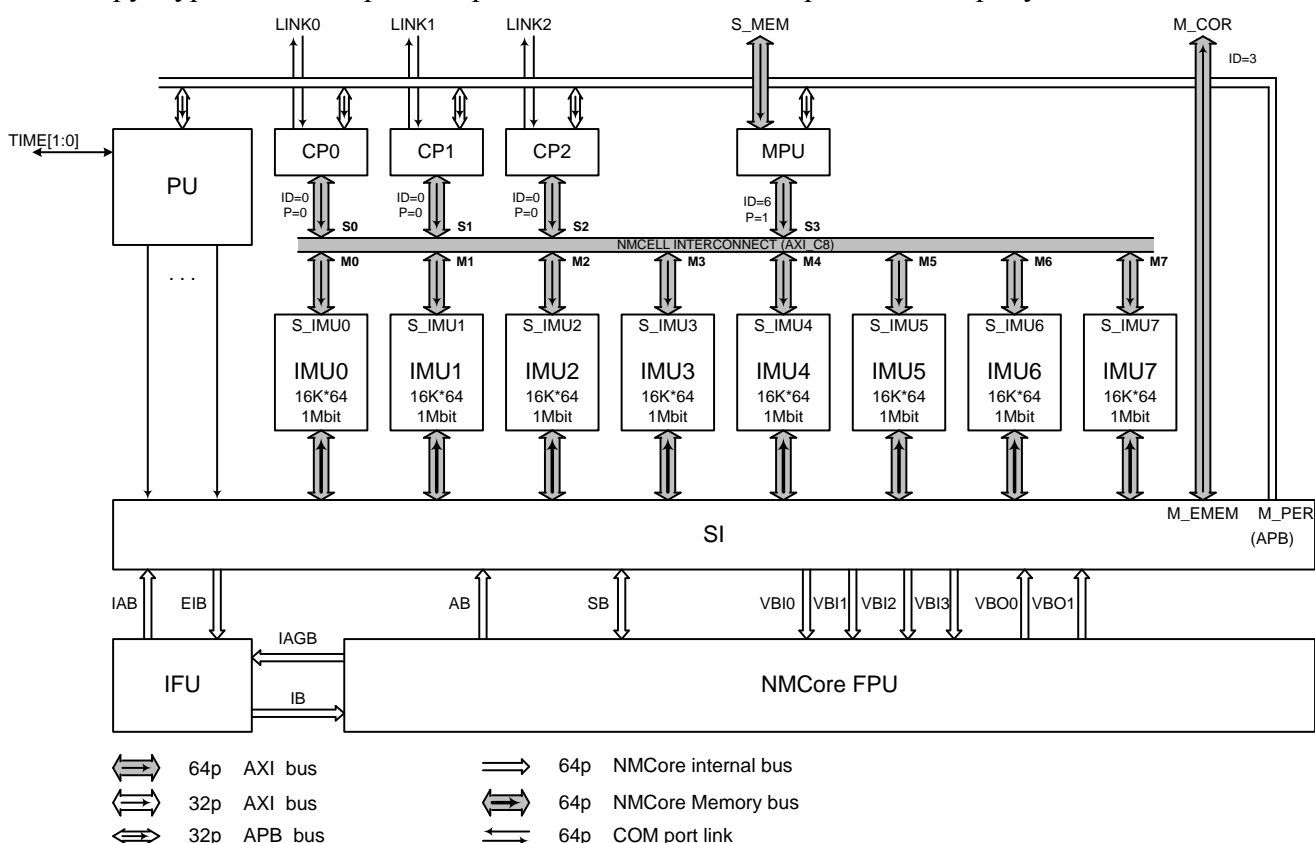 LINK0 LINK1 LINK2 S_MEM M_COR
ID=3
TIME[1:0]
PU CP0 CP1 CP2 MPU
ID=0 ID=0 ID=0 ID=6
P=0 P=0 P=0 P=1
S0 S1 S2 S3
NMCELL INTERCONNECT (AXI_C8)
M0 M1 M2 M3 M4 M5 M6 M7
. . .
S_IMU0 S_IMU1 S_IMU2 S_IMU3 S_IMU4 S_IMU5 S_IMU6 S_IMU7
IMU0 IMU1 IMU2 IMU3 IMU4 IMU5 IMU6 IMU7
16K*64 16K*64 16K*64 16K*64 16K*64 16K*64 16K*64 16K*64
1Mbit 1Mbit 1Mbit 1Mbit 1Mbit 1Mbit 1Mbit 1Mbit
M_EMEM M_PER
SI (APB)
IAB EIB AB SB VBI0 VBI1 VBI2 VBI3 VBO0 VBO1
IAGB
IFU NMCore FPU
IB
64p AXI bus 64p NMCore internal bus
32p AXI bus 64p NMCore Memory bus
32p APB bus 64p COM port link